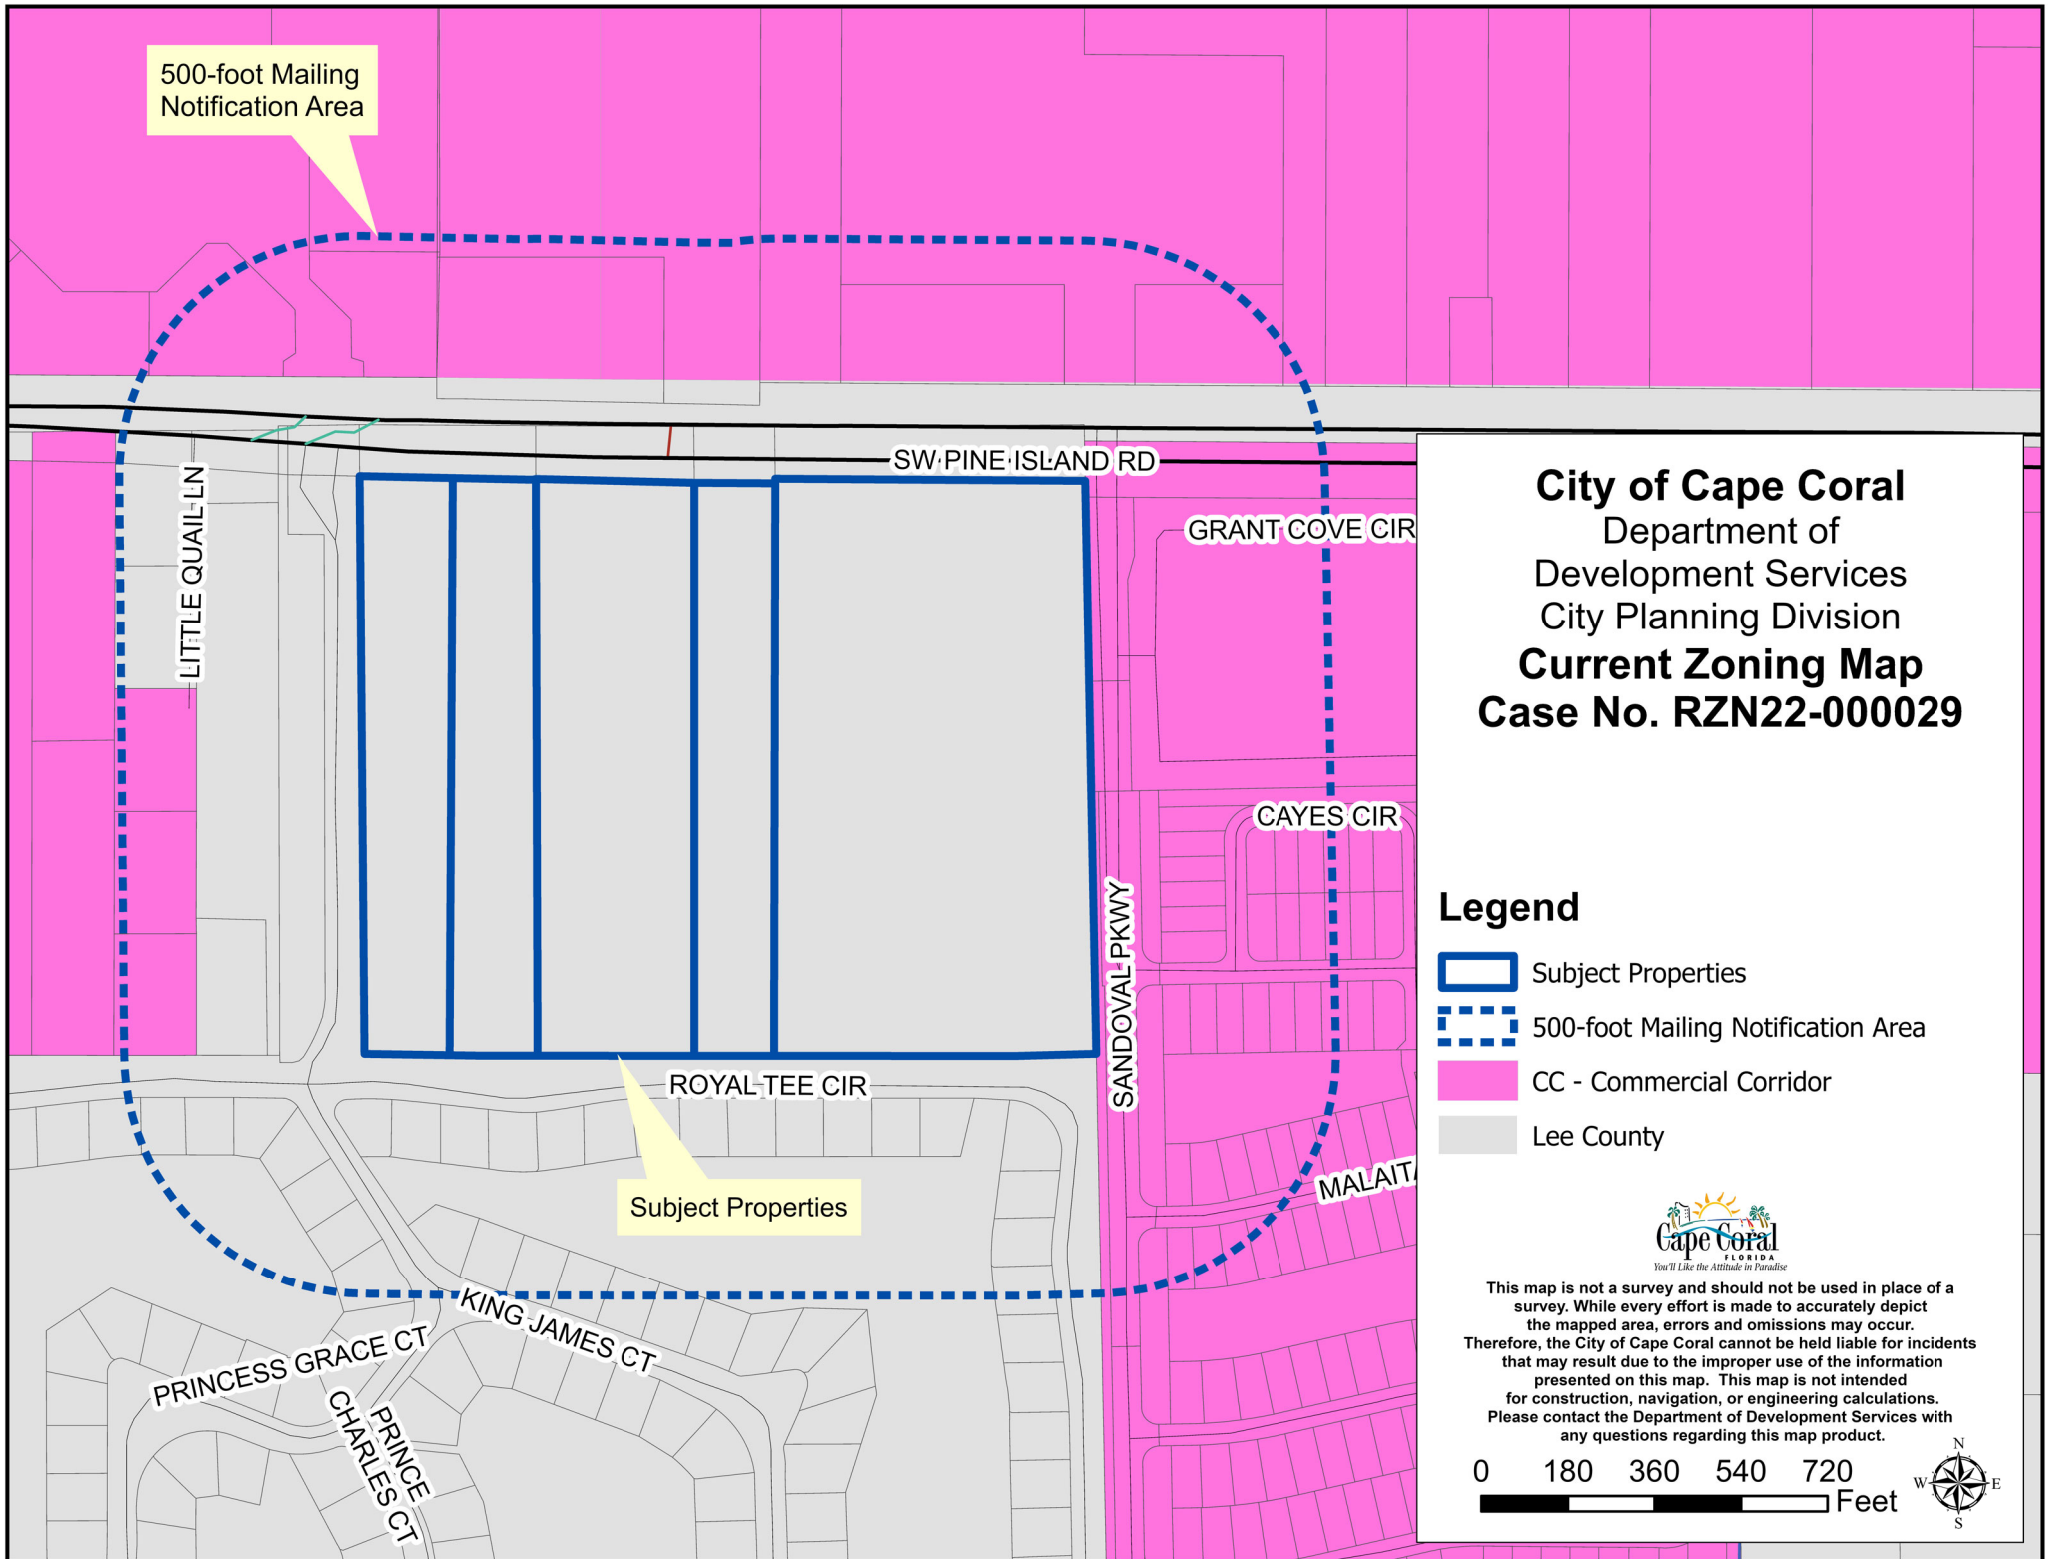 500-foot Mailing
Notification Area
SW PINE ISLAND RD
LITTLE QUAIL LN
GRANT COVE CIR
CAYES CIR
SANDOVAL PKWY
ROYAL TEE CIR
MALAITA
Subject Properties
KING JAMES CT
PRINCESS GRACE CT
PRINCE
CHARLES CT
City of Cape Coral
Department of
Development Services
City Planning Division
Current Zoning Map
Case No. RZN22-000029
Legend
Subject Properties
500-foot Mailing Notification Area
CC - Commercial Corridor
Lee County
Cape Coral
FLORIDA
You'll Like the Attitude in Paradise
This map is not a survey and should not be used in place of a
survey. While every effort is made to accurately depict
the mapped area, errors and omissions may occur.
Therefore, the City of Cape Coral cannot be held liable for incidents
that may result due to the improper use of the information
presented on this map. This map is not intended
for construction, navigation, or engineering calculations.
Please contact the Department of Development Services with
any questions regarding this map product.
0 180 360 540 720
Feet
N
W E
S